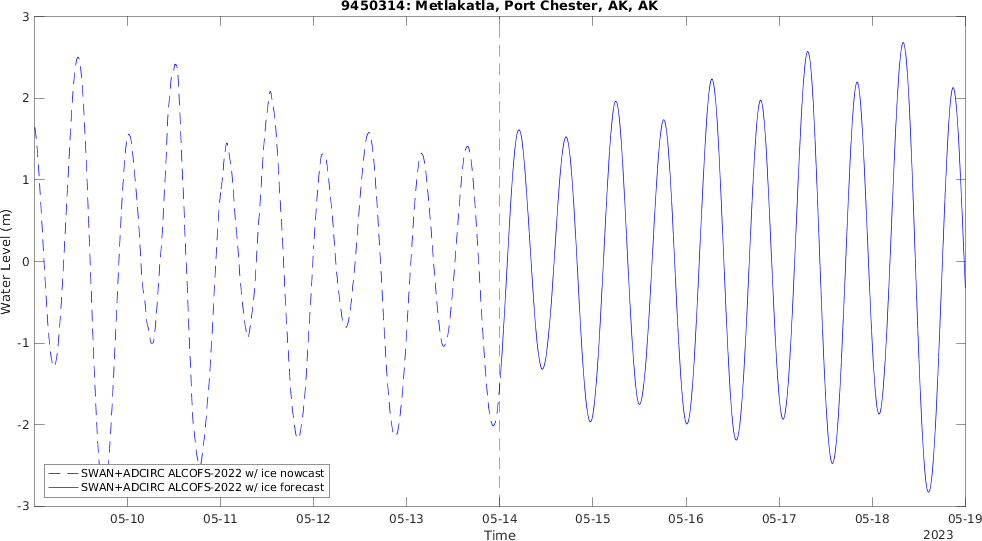 9450314: Metlakatla, Port Chester, AK, AK
3
2
1
0
-1
-2
-3
Water Level (m)
SWAN+ADCIRC ALCOFS-2022 w/ ice nowcast
SWAN+ADCIRC ALCOFS-2022 w/ ice forecast
05-10 05-11 05-12 05-13 05-14 05-15 05-16 05-17 05-18 05-19
Time
2023